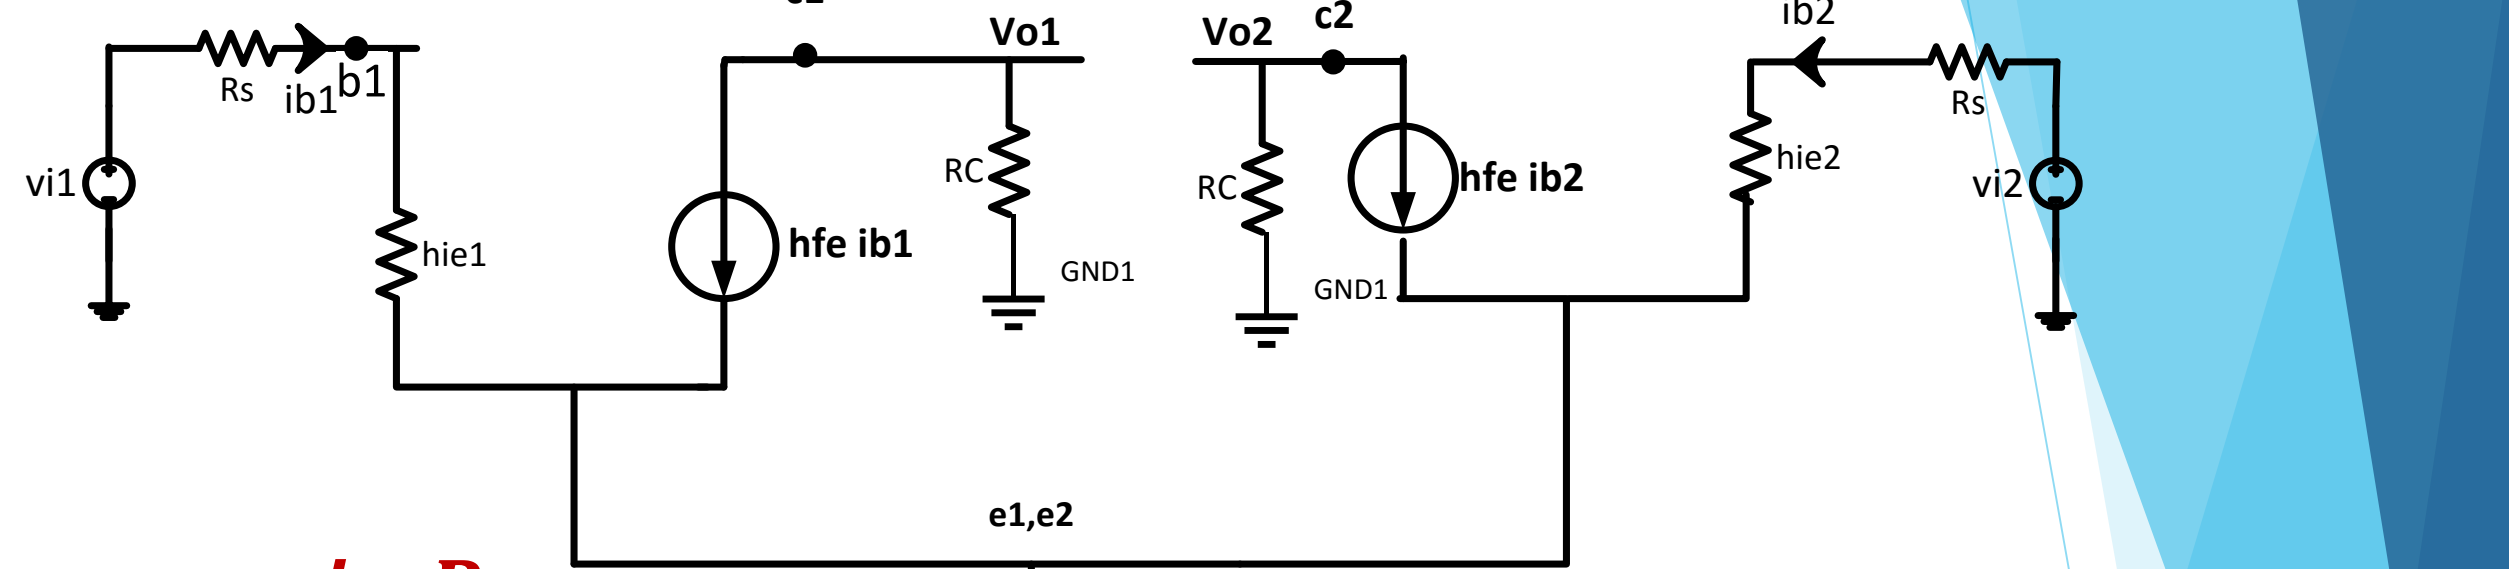 ib2
Vo1
Vo2
c2
Rs
ib1
b1
Rs
hie2
RC
RC
hfe ib2
vi1
vi2
hie1
hfe ib1
GND1
GND1
e1,e2